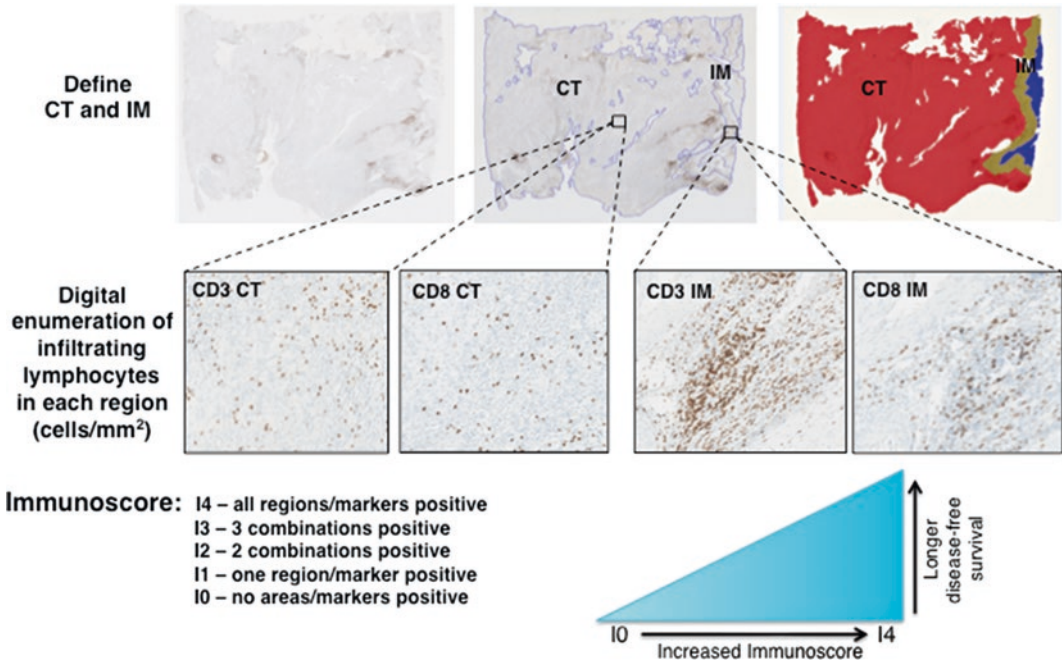 Define
CT and IM
CT
IM
CT
IM
Digital
enumeration of
infiltrating
lymphocytes
in each region
(cells/mm²)
CD3 CT
CD8 CT
CD3 IM
CD8 IM
Immunoscore:
I4 – all regions/markers positive
I3 – 3 combinations positive
I2 – 2 combinations positive
I1 – one region/marker positive
I0 – no areas/markers positive
Longer
disease-free
survival
I0
I4
Increased Immunoscore